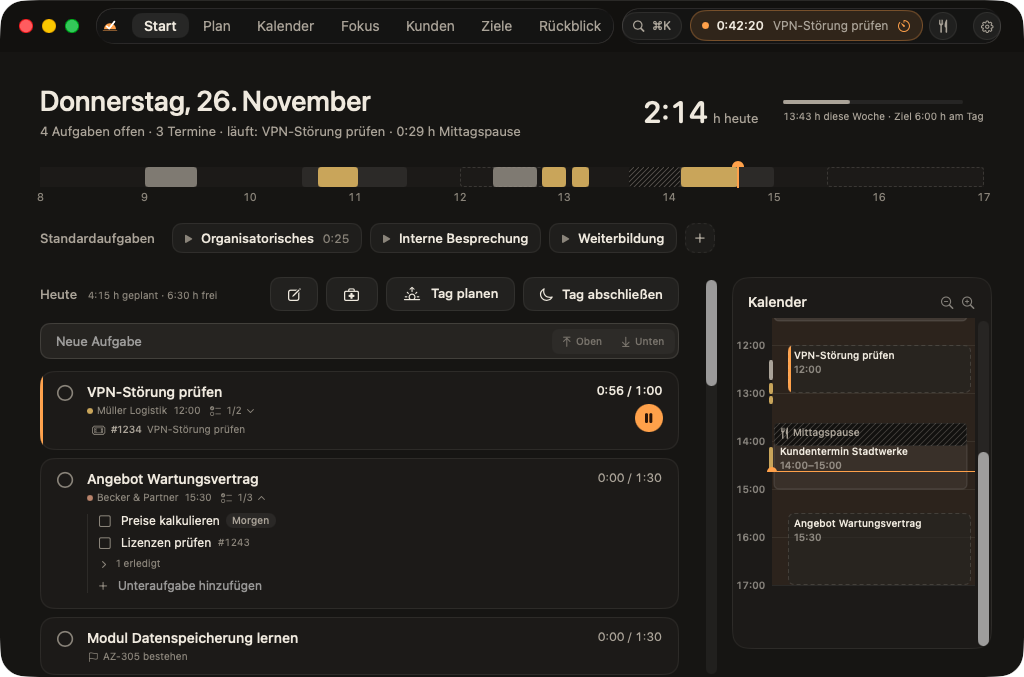 Start Plan Kalender Fokus Kunden Ziele Rückblick ⌘K 0:42:20 VPN-Störung prüfen
Donnerstag, 26. November
4 Aufgaben offen · 3 Termine · läuft: VPN-Störung prüfen · 0:29 h Mittagspause
2:14 h heute
13:43 h diese Woche · Ziel 6:00 h am Tag
8 9 10 11 12 13 14 15 16 17
Standardaufgaben Organisatorisches 0:25 Interne Besprechung Weiterbildung +
Heute 4:15 h geplant · 6:30 h frei Tag planen Tag abschließen
Neue Aufgabe Oben Unten
VPN-Störung prüfen 0:56 / 1:00
Müller Logistik 12:00 1/2
#1234 VPN-Störung prüfen
Angebot Wartungsvertrag 0:00 / 1:30
Becker & Partner 15:30 1/3
Preise kalkulieren Morgen
Lizenzen prüfen #1243
1 erledigt
+ Unteraufgabe hinzufügen
Modul Datenspeicherung lernen 0:00 / 1:30
AZ-305 bestehen
Kalender
12:00 VPN-Störung prüfen
12:00
13:00
Mittagspause
14:00
Kundentermin Stadtwerke
14:00–15:00
15:00
Angebot Wartungsvertrag
16:00 15:30
17:00